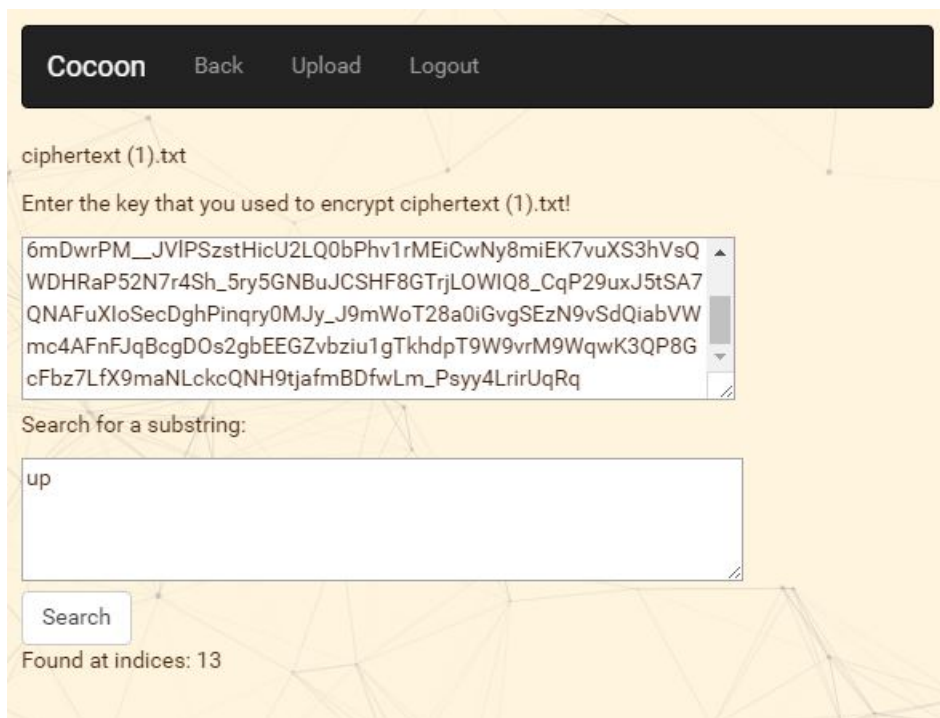 Cocoon Back Upload Logout
ciphertext (1).txt
Enter the key that you used to encrypt ciphertext (1).txt!
6mDwrPM__JVlPSzstHicU2LQ0bPhv1rMEiCwNy8miEK7vuXS3hVsQ
WDHRaP52N7r4Sh_5ry5GNBuJCSHF8GTrjLOWIQ8_CqP29uxJ5tSA7
QNAFuXIoSecDghPinqry0MJy_J9mWoT28a0iGvgSEzN9vSdQiabVW
mc4AFnFJqBcgDOs2gbEEGZvbziu1gTkhdpT9W9vrM9WqwK3QP8G
cFbz7LfX9maNLckcQNH9tjafmBDfwLm_Psyy4LrirUqRq
Search for a substring:
up
Search
Found at indices: 13